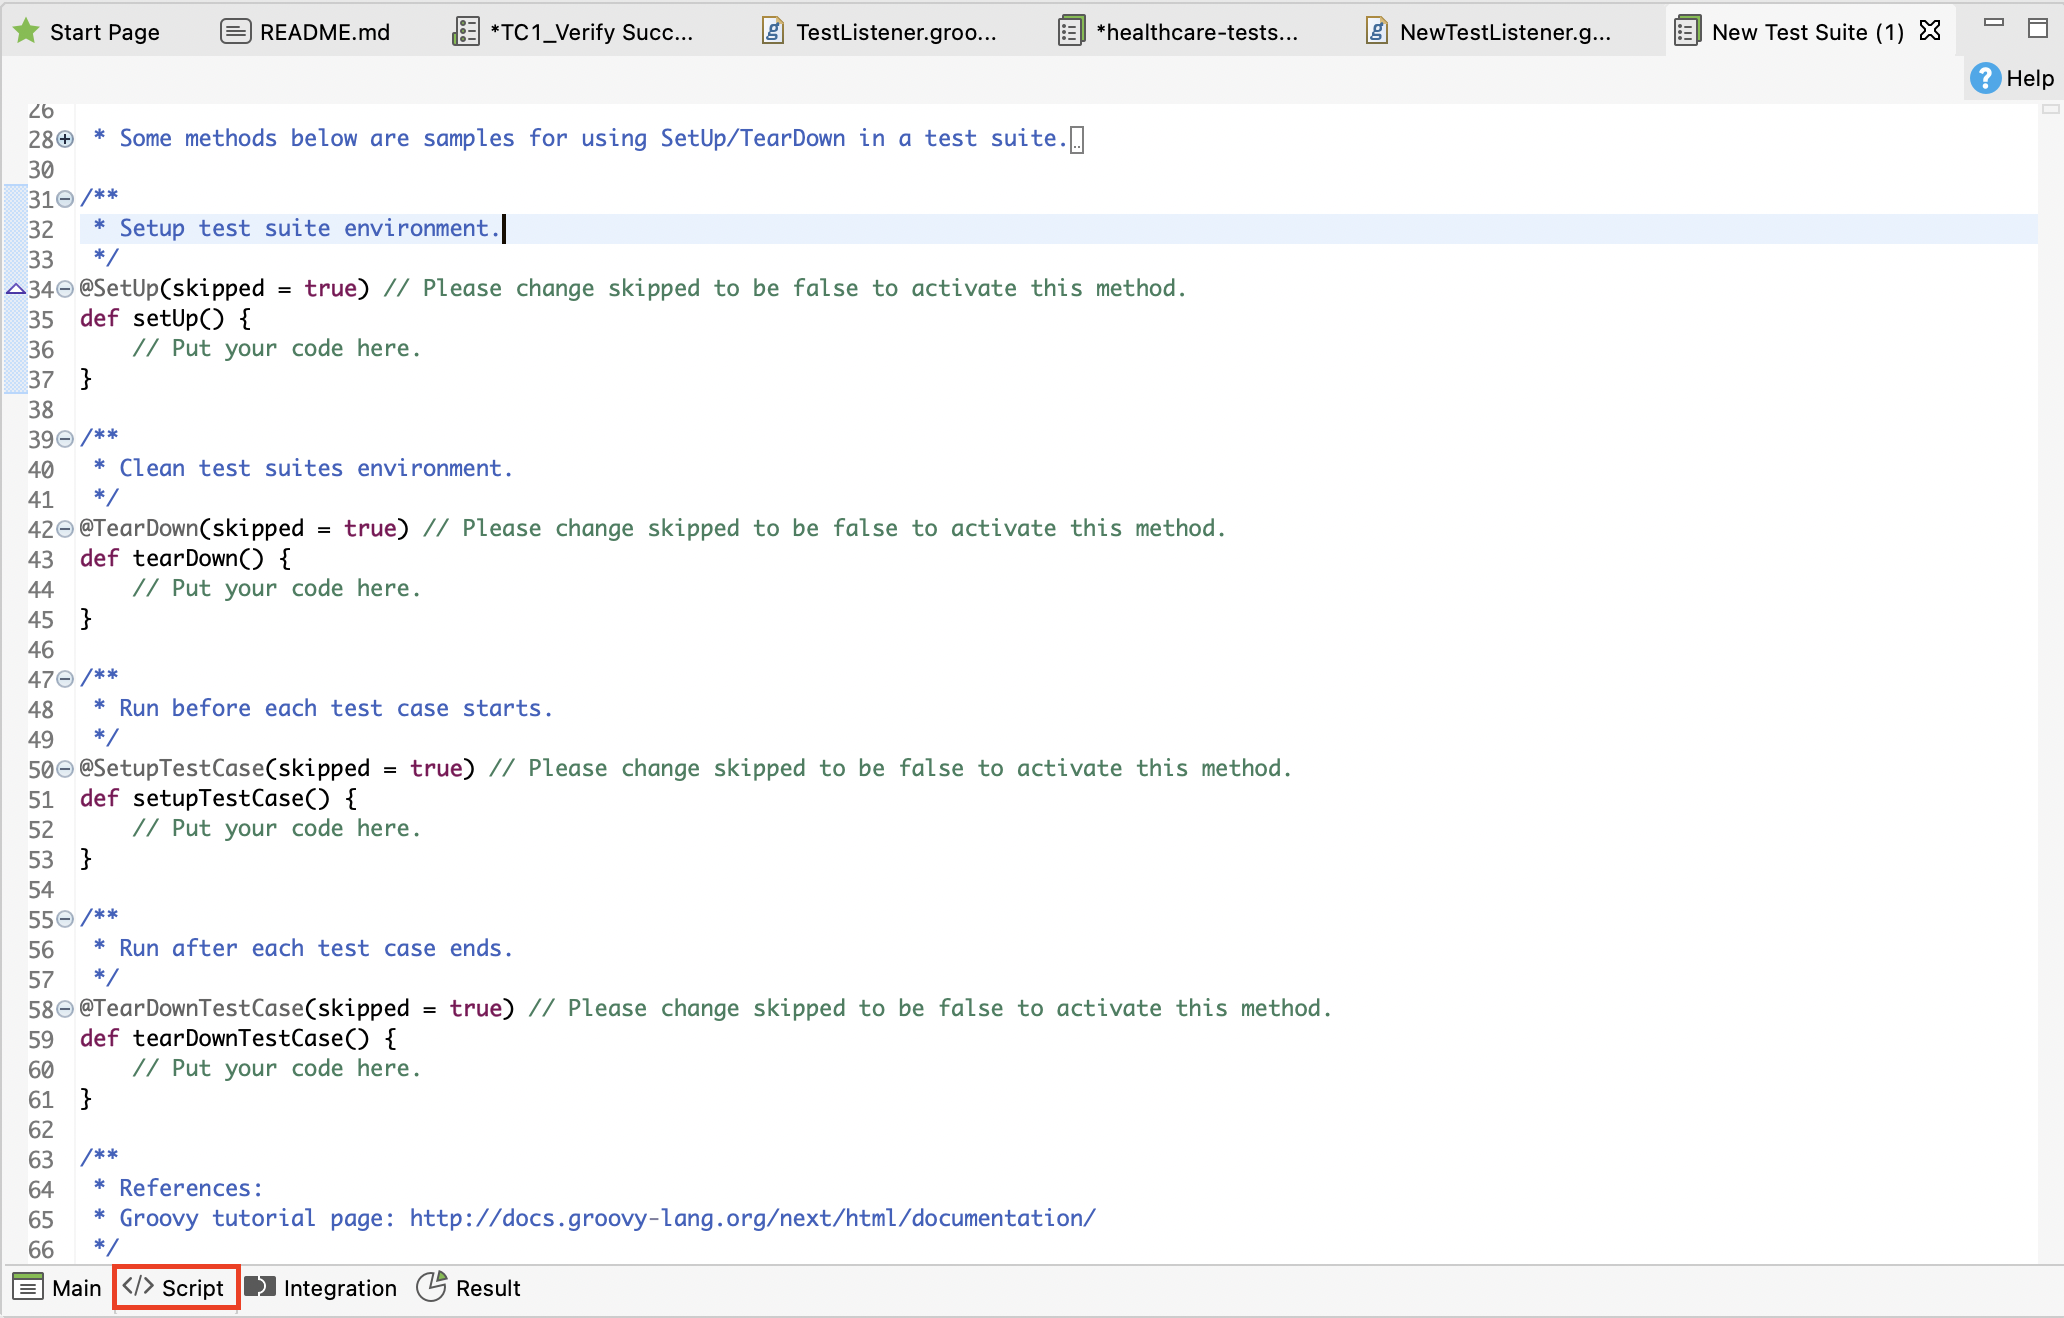 Start Page
README.md
*TC1_Verify Succ...
TestListener.groo...
*healthcare-tests...
NewTestListener.g...
New Test Suite (1)
Help
26
28 * Some methods below are samples for using SetUp/TearDown in a test suite.
30
31 /**
32 * Setup test suite environment.
33 */
34 @SetUp(skipped = true) // Please change skipped to be false to activate this method.
35 def setUp() {
36 // Put your code here.
37 }
38
39 /**
40 * Clean test suites environment.
41 */
42 @TearDown(skipped = true) // Please change skipped to be false to activate this method.
43 def tearDown() {
44 // Put your code here.
45 }
46
47 /**
48 * Run before each test case starts.
49 */
50 @SetupTestCase(skipped = true) // Please change skipped to be false to activate this method.
51 def setupTestCase() {
52 // Put your code here.
53 }
54
55 /**
56 * Run after each test case ends.
57 */
58 @TearDownTestCase(skipped = true) // Please change skipped to be false to activate this method.
59 def tearDownTestCase() {
60 // Put your code here.
61 }
62
63 /**
64 * References:
65 * Groovy tutorial page: http://docs.groovy-lang.org/next/html/documentation/
66 */
Main
</> Script
Integration
Result